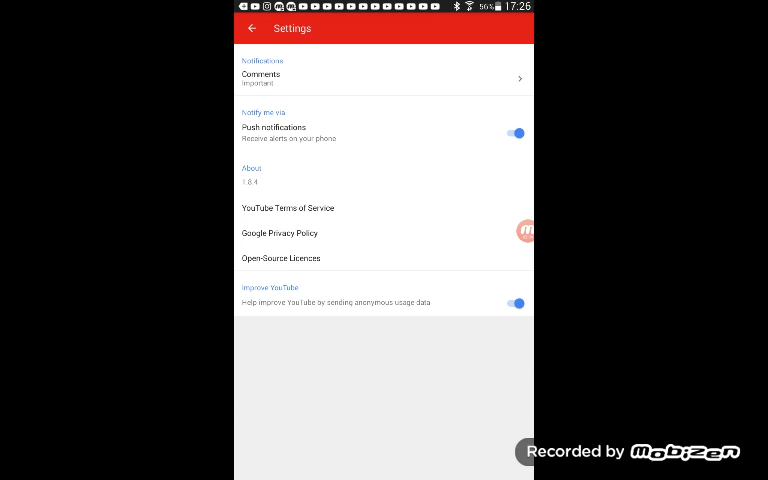 56% 17:26
Settings
Notifications
Comments
Important
Notify me via
Push notifications
Receive alerts on your phone
About
1.8.4
YouTube Terms of Service
Google Privacy Policy
Open-Source Licences
Improve YouTube
Help improve YouTube by sending anonymous usage data
Recorded by mobizen